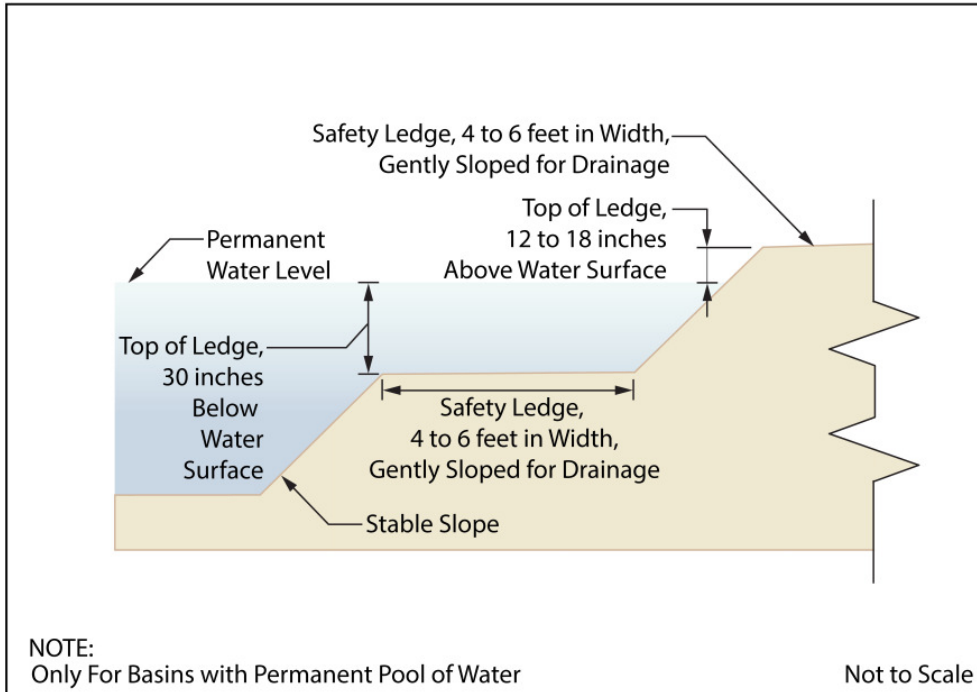 Safety Ledge, 4 to 6 feet in Width,
Gently Sloped for Drainage
Top of Ledge,
12 to 18 inches
Above Water Surface
Permanent
Water Level
Top of Ledge,
30 inches
Below
Water
Surface
Safety Ledge,
4 to 6 feet in Width,
Gently Sloped for Drainage
Stable Slope
NOTE:
Only For Basins with Permanent Pool of Water
Not to Scale